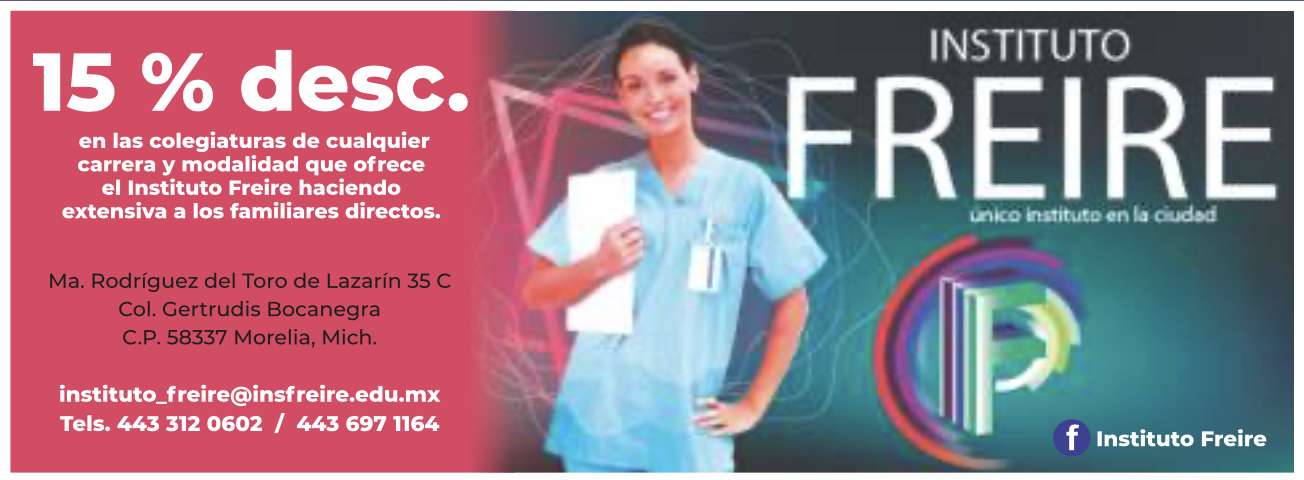 15 % desc.
en las colegiaturas de cualquier
carrera y modalidad que ofrece
el Instituto Freire haciendo
extensiva a los familiares directos.
Ma. Rodríguez del Toro de Lazarín 35 C
Col. Gertrudis Bocanegra
C.P. 58337 Morelia, Mich.
instituto_freire@insfreire.edu.mx
Tels. 443 312 0602 / 443 697 1164
INSTITUTO
FREIRE
único instituto en la ciudad
f Instituto Freire